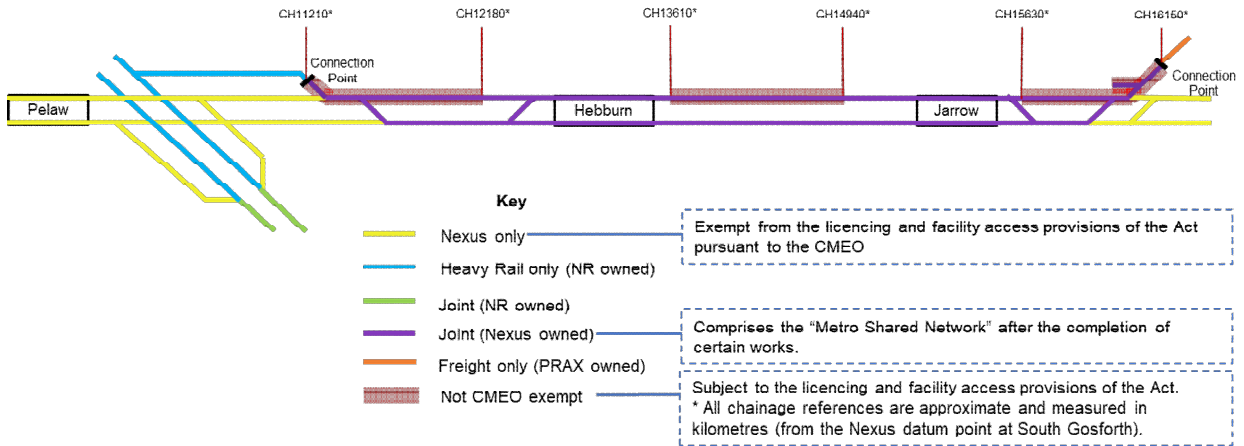 CH11210* CH12180* CH13610* CH14940* CH15630* CH16150*
Connection
Point
Connection
Point
Pelaw Hebburn Jarrow
Key
Nexus only
Exempt from the licencing and facility access provisions of the Act
pursuant to the CMEO
Heavy Rail only (NR owned)
Joint (NR owned)
Joint (Nexus owned)
Comprises the “Metro Shared Network” after the completion of
certain works.
Freight only (PRAX owned)
Not CMEO exempt
Subject to the licencing and facility access provisions of the Act.
* All chainage references are approximate and measured in
kilometres (from the Nexus datum point at South Gosforth).